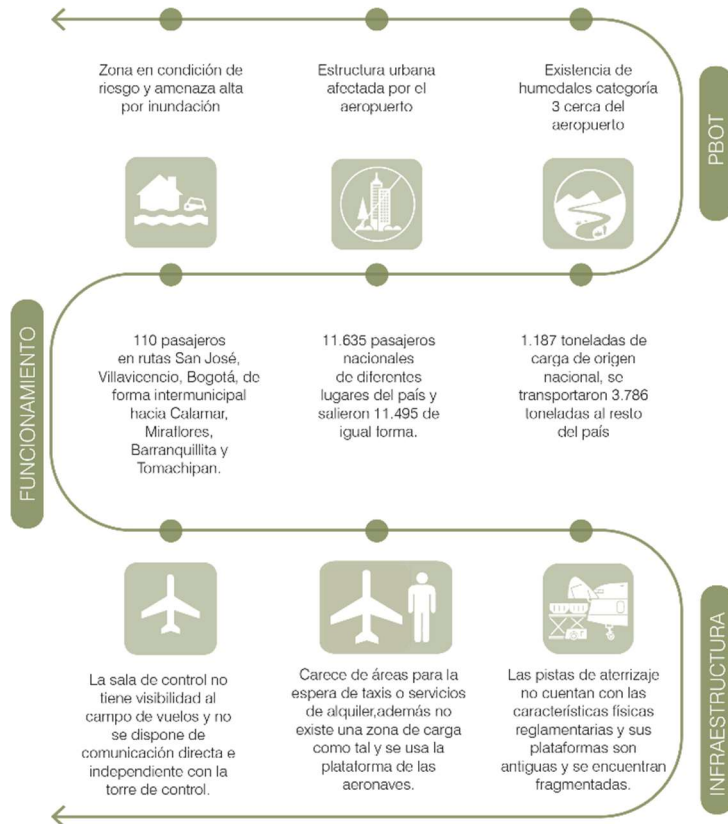 Zona en condición de
riesgo y amenaza alta
por inundación
Estructura urbana
afectada por el
aeropuerto
Existencia de
humedales categoría
3 cerca del
aeropuerto
PBOT
FUNCIONAMIENTO
110 pasajeros
en rutas San José,
Villavicencio, Bogotá, de
forma intermunicipal
hacia Calamar,
Miraflores,
Barranquillita y
Tomachipan.
11.635 pasajeros
nacionales
de diferentes
lugares del país y
salieron 11.495 de
igual forma.
1.187 toneladas de
carga de origen
nacional, se
transportaron 3.786
toneladas al resto
del país
La sala de control no
tiene visibilidad al
campo de vuelos y no
se dispone de
comunicación directa e
independiente con la
torre de control.
Carece de áreas para la
espera de taxis o servicios
de alquiler,además no
existe una zona de carga
como tal y se usa la
plataforma de las
aeronaves.
Las pistas de aterrizaje
no cuentan con las
características físicas
reglamentarias y sus
plataformas son
antiguas y se encuentran
fragmentadas.
INFRAESTRUCTURA